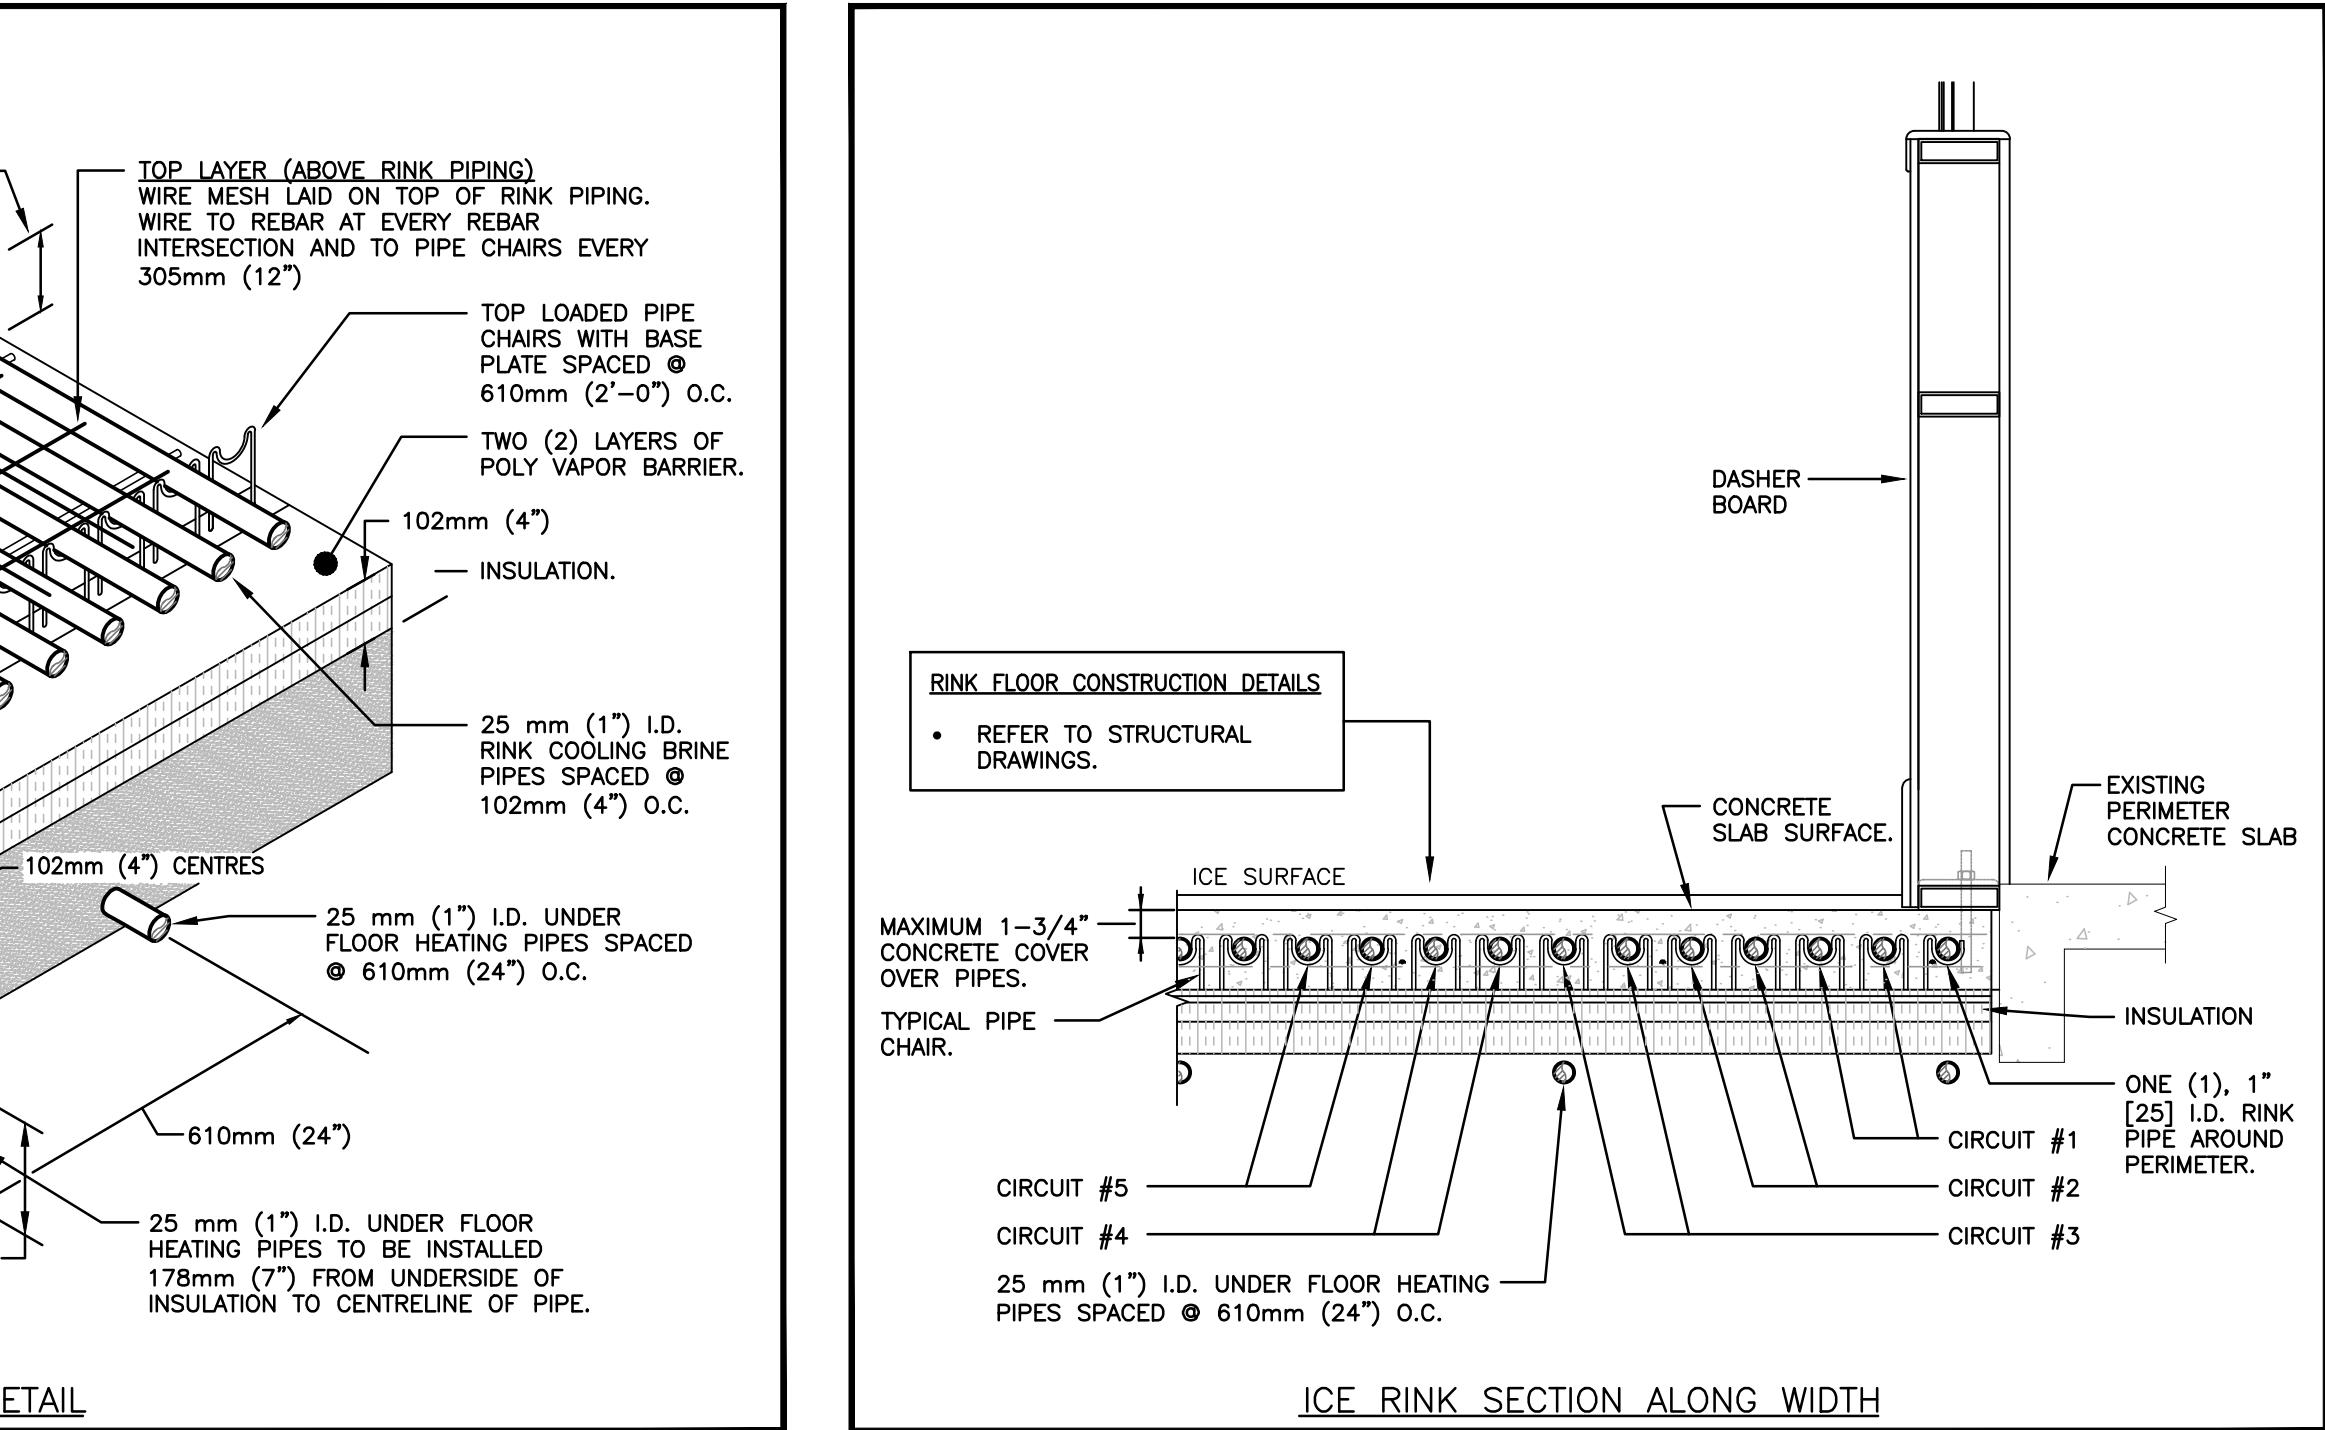 TOP LAYER (ABOVE RINK PIPING)
WIRE MESH LAID ON TOP OF RINK PIPING.
WIRE TO REBAR AT EVERY REBAR
INTERSECTION AND TO PIPE CHAIRS EVERY
305mm (12")
TOP LOADED PIPE
CHAIRS WITH BASE
PLATE SPACED @
610mm (2'-0") O.C.
TWO (2) LAYERS OF
POLY VAPOR BARRIER.
102mm (4")
INSULATION.
25 mm (1") I.D.
RINK COOLING BRINE
PIPES SPACED @
102mm (4") O.C.
102mm (4") CENTRES
25 mm (1") I.D. UNDER
FLOOR HEATING PIPES SPACED
@ 610mm (24") O.C.
610mm (24")
25 mm (1") I.D. UNDER FLOOR
HEATING PIPES TO BE INSTALLED
178mm (7") FROM UNDERSIDE OF
INSULATION TO CENTRELINE OF PIPE.
ETAIL
DASHER
BOARD
RINK FLOOR CONSTRUCTION DETAILS
• REFER TO STRUCTURAL
DRAWINGS.
CONCRETE
SLAB SURFACE.
EXISTING
PERIMETER
CONCRETE SLAB
ICE SURFACE
MAXIMUM 1-3/4"
CONCRETE COVER
OVER PIPES.
TYPICAL PIPE
CHAIR.
INSULATION
ONE (1), 1"
[25] I.D. RINK
PIPE AROUND
PERIMETER.
CIRCUIT #1
CIRCUIT #5
CIRCUIT #2
CIRCUIT #4
CIRCUIT #3
25 mm (1") I.D. UNDER FLOOR HEATING
PIPES SPACED @ 610mm (24") O.C.
ICE RINK SECTION ALONG WIDTH